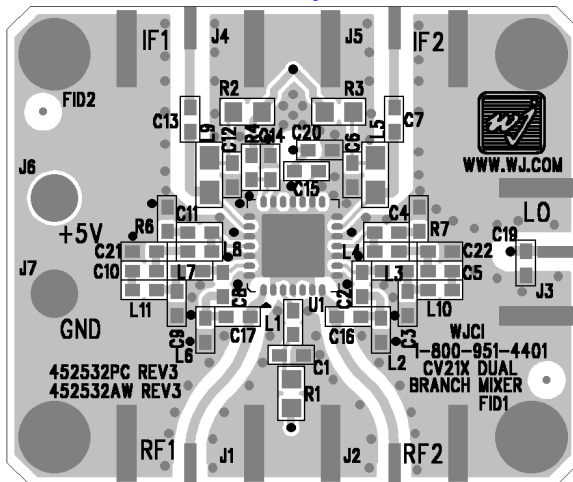 IF1
J4
J5
IF2
FID2
R2
R3
C13
C7
L9
C12
R4
C14
C20
C6
L5
C15
WWW.WJ.COM
J6
+5V
R6
C11
C4
R7
LO
C19
C21
L8
L4
C22
C10
L7
L3
C5
J7
J3
L11
C8
C2
L10
GND
C9
L6
C17
L1
U1
C16
C3
L2
C1
R1
WJCI
1-800-951-4401
CV21X DUAL
BRANCH MIXER
FID1
452532PC REV3
452532AW REV3
RF1
J1
J2
RF2